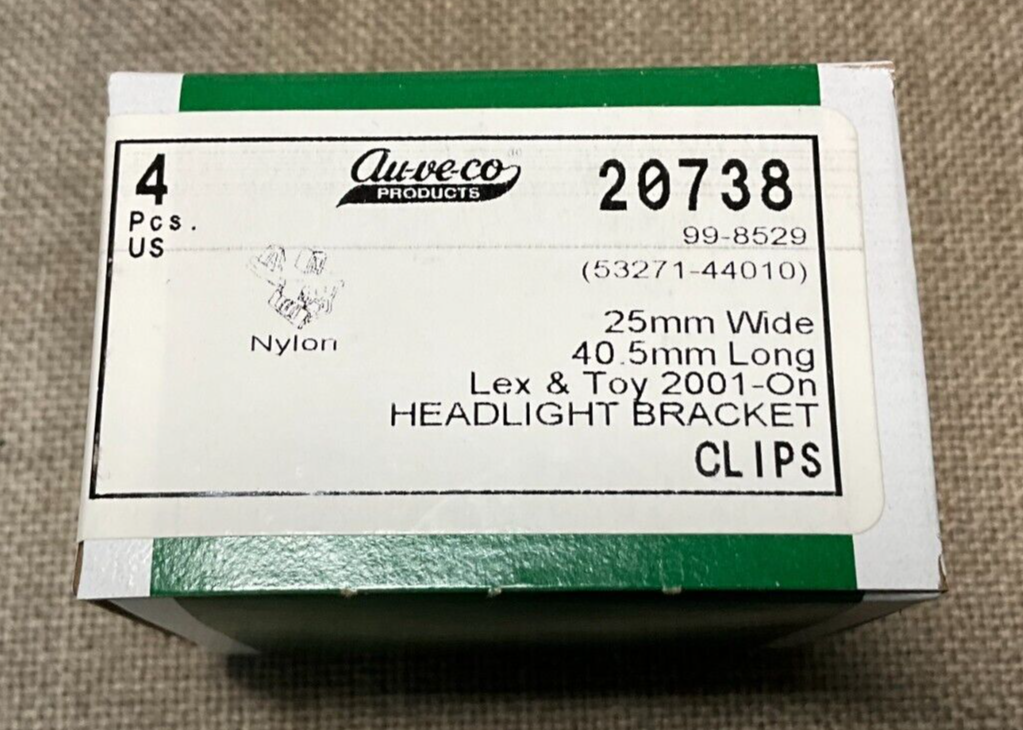 4
Pcs.
US
au-ve-co®
PRODUCTS
20738
99-8529
(53271-44010)
Nylon
25mm Wide
40.5mm Long
Lex & Toy 2001-On
HEADLIGHT BRACKET
CLIPS